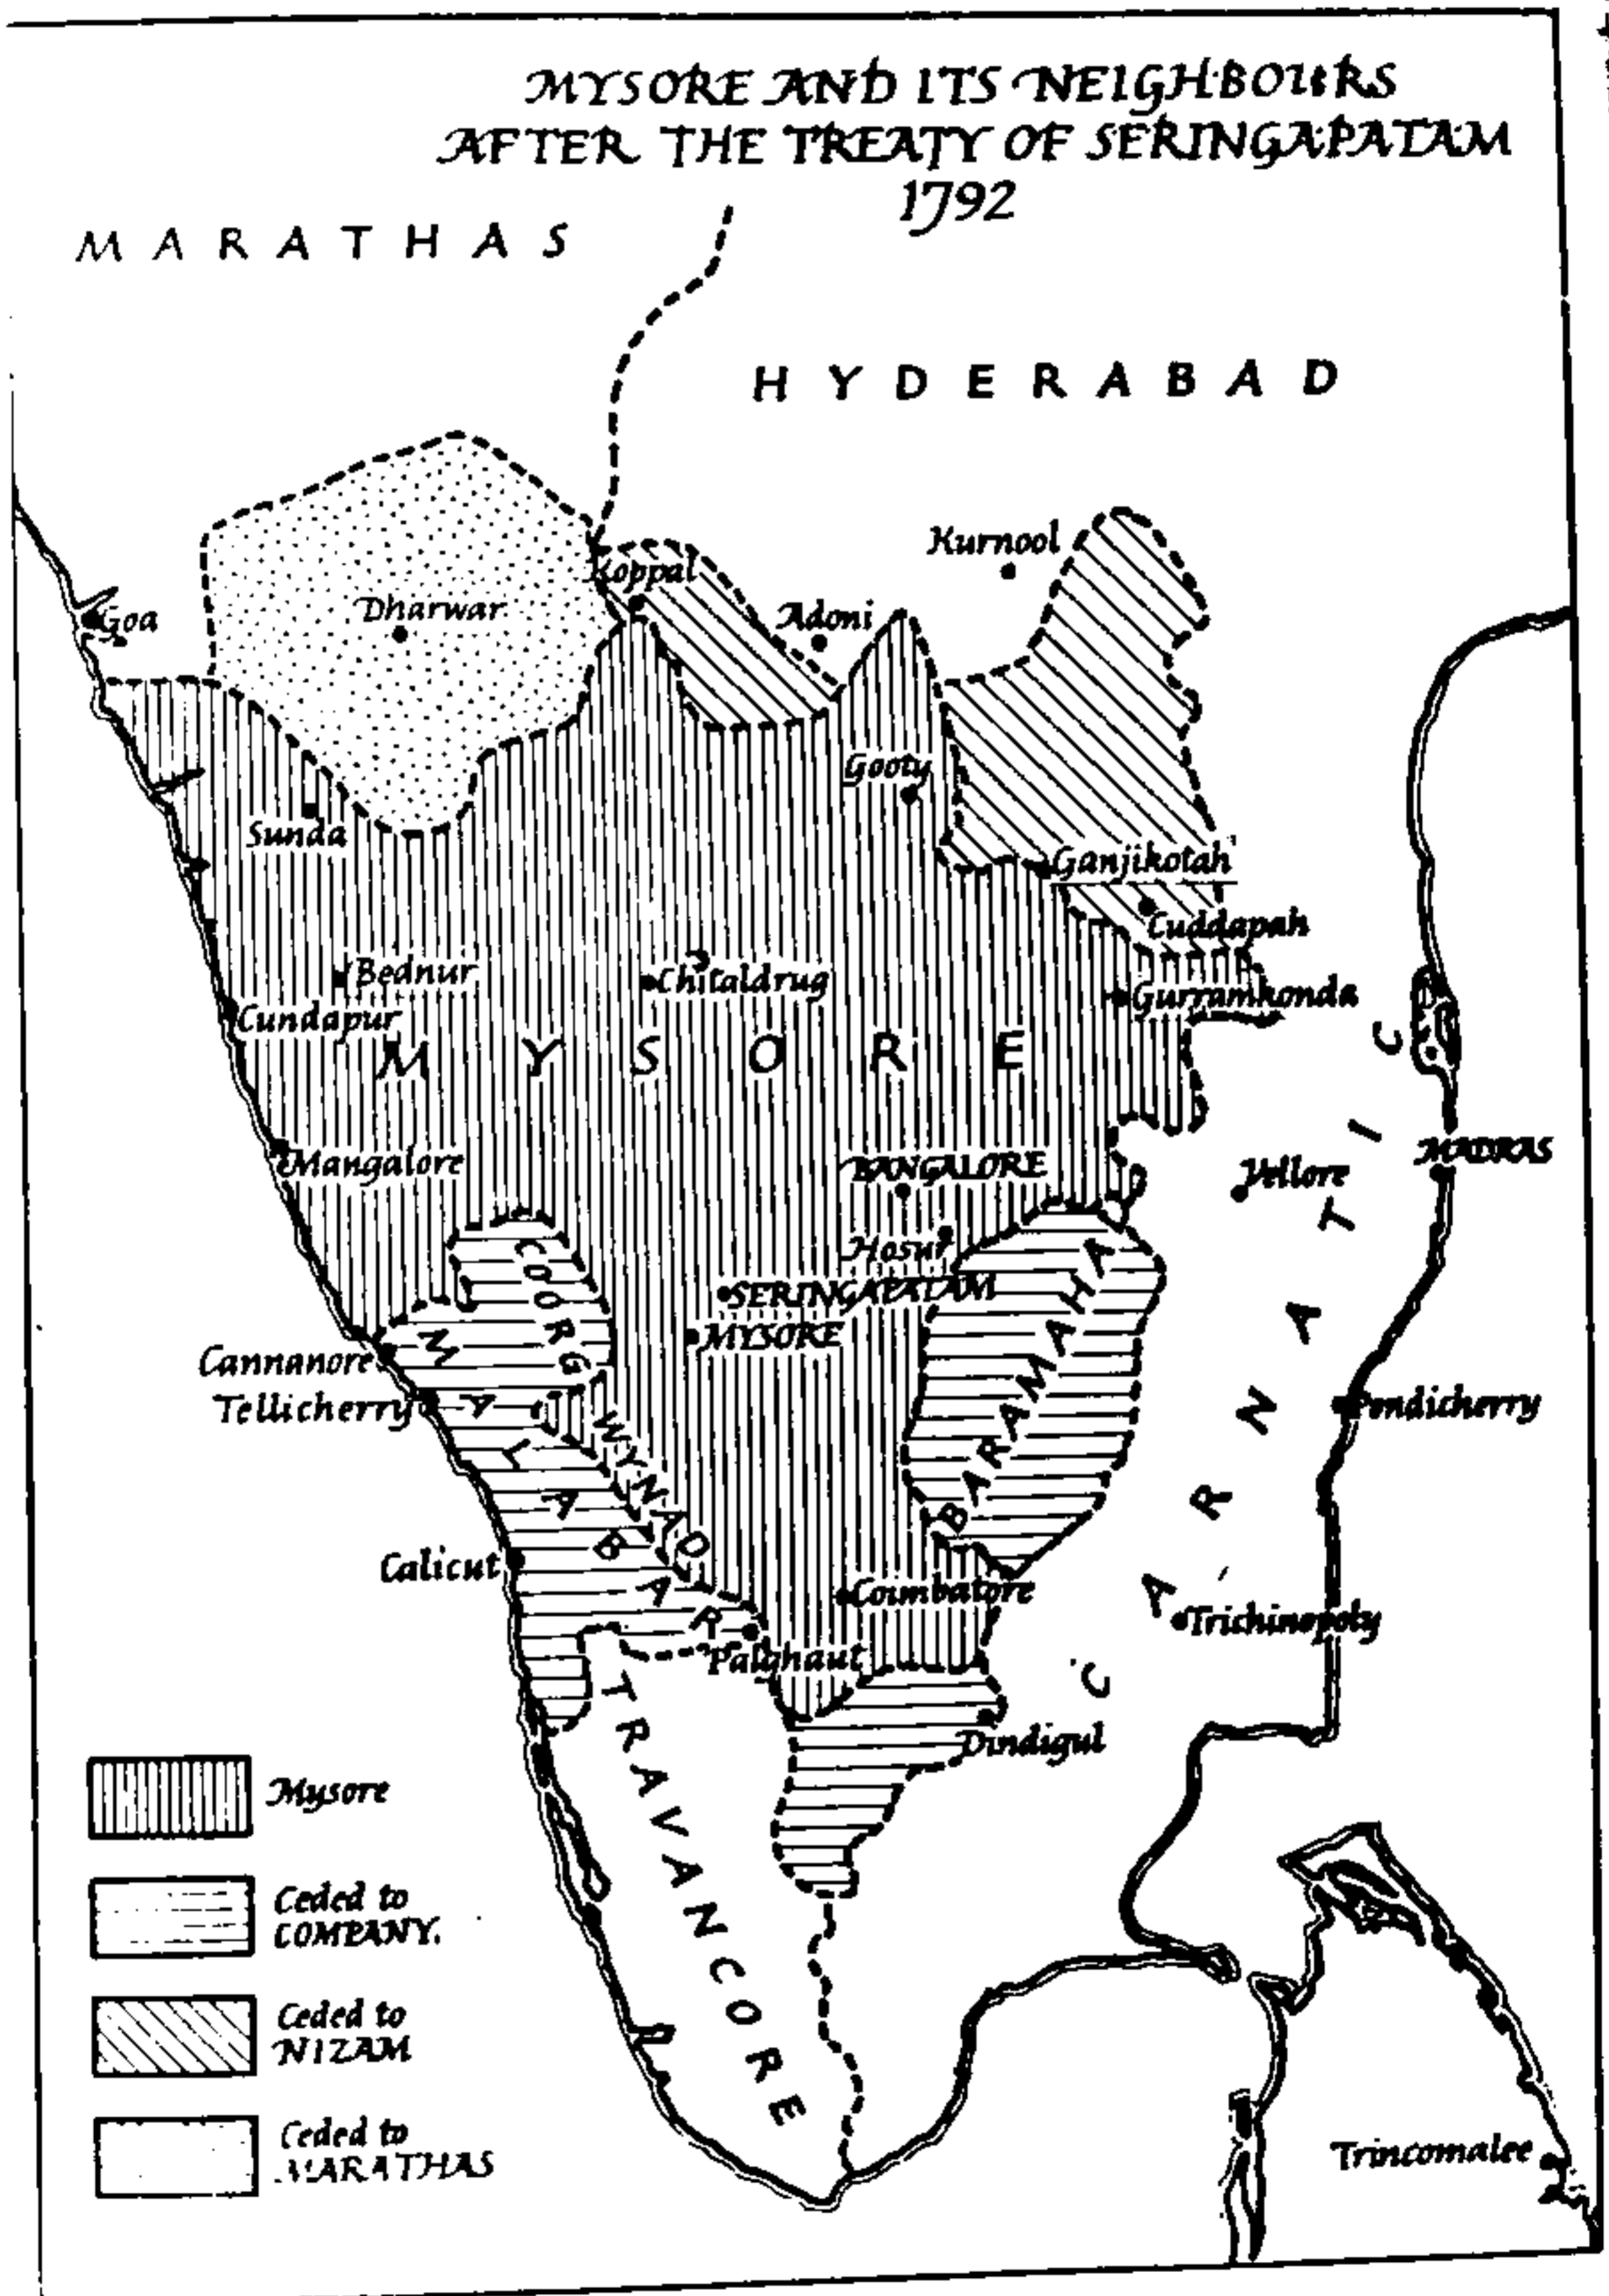 MYSORE AND ITS NEIGHBOURS
AFTER THE TREATY OF SERINGAPATAM
1792
MARATHAS
HYDERABAD
Kurnool
Koppal
Adoni
Dharwar
Goa
Gooty
Sunda
Ganjikotah
Cuddapah
Bednur
Chitaldrug
Gurramkonda
Cundapur
MYSORE
Mangalore
BANGALORE
Vellore
MADRAS
Hosur
COORG
SERINGAPATAM
MYSORE
BARAMAHAL
CARNATIC
Cannanore
Tellicherry
Pondicherry
MALABAR
WYNAD
Calicut
Coimbatore
Trichinopoly
Palghaut
TRAVANCORE
Dindigul
Mysore
Ceded to
COMPANY.
Ceded to
NIZAM
Ceded to
MARATHAS
Trincomalee